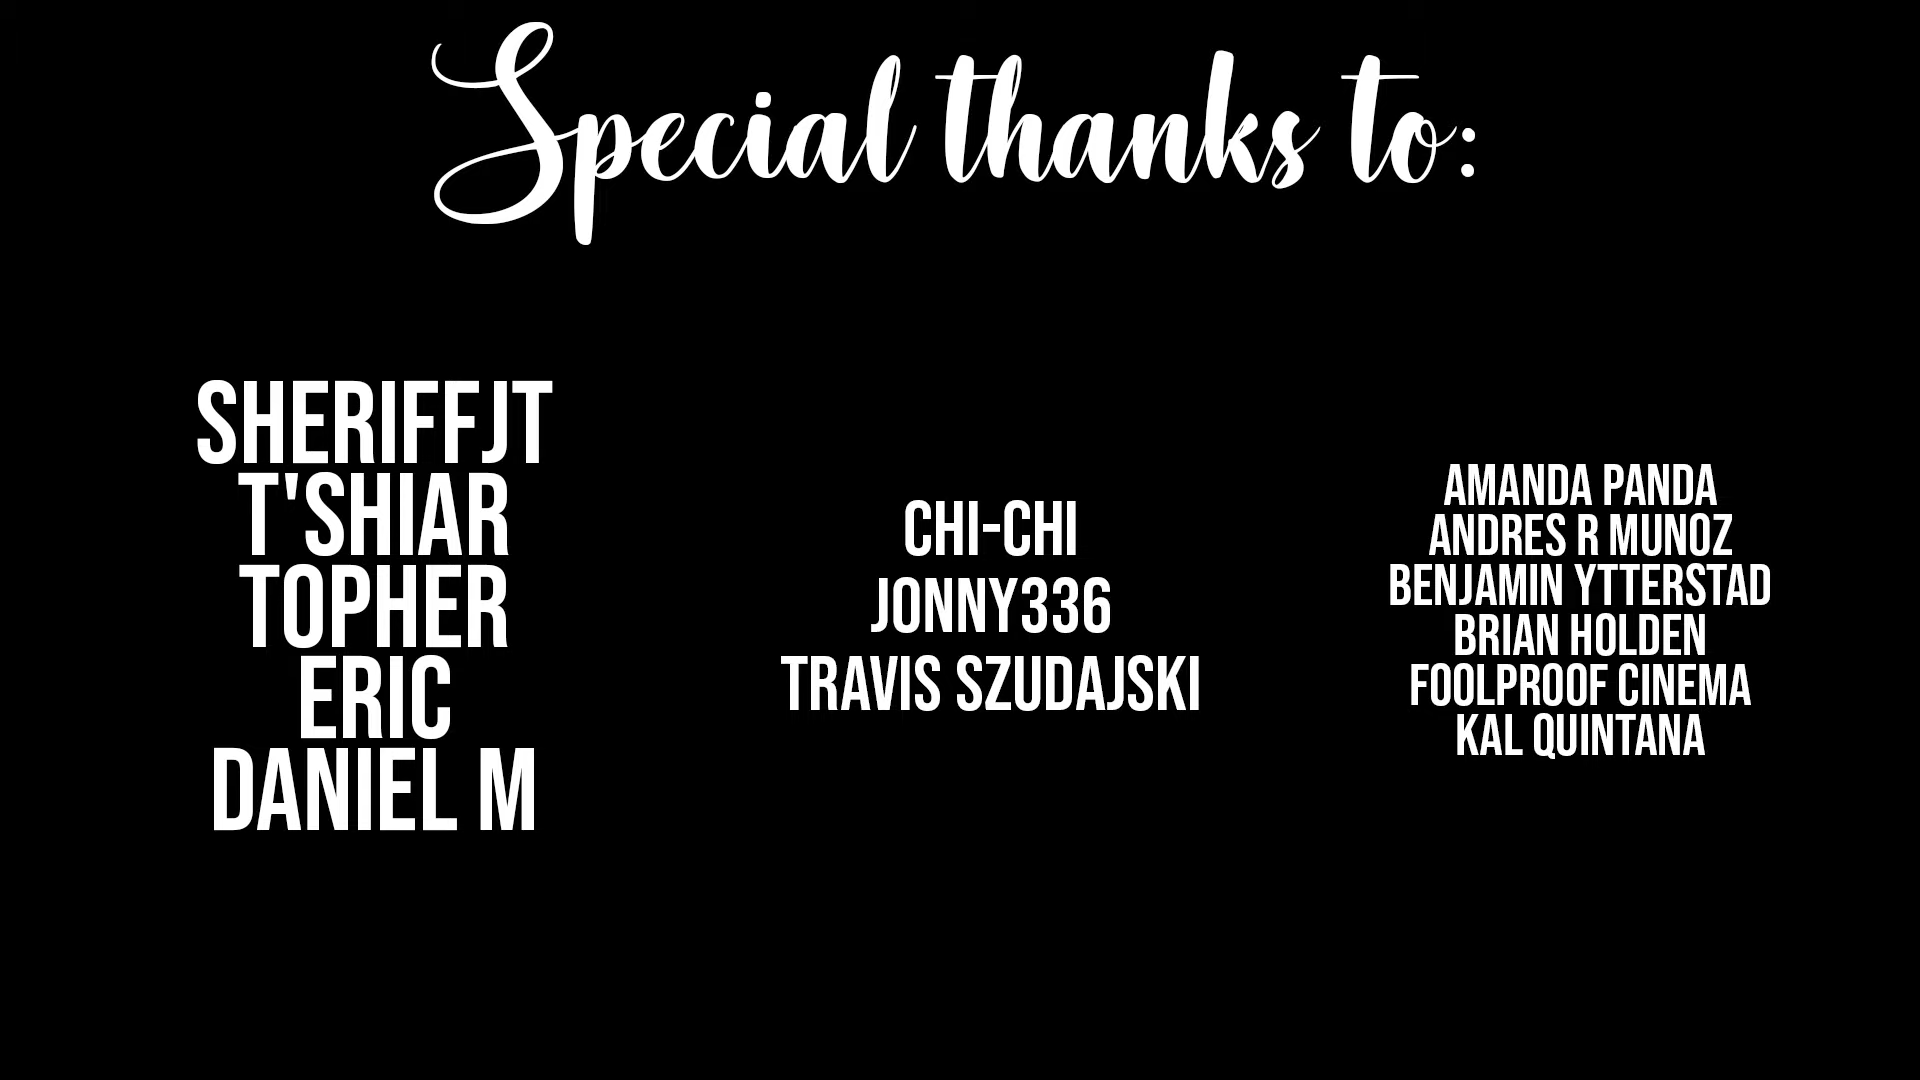 Special thanks to:
SHERIFFJT
T'SHIAR
TOPHER
ERIC
DANIEL M
CHI-CHI
JONNY336
TRAVIS SZUDAJSKI
AMANDA PANDA
ANDRES R MUNOZ
BENJAMIN YTTERSTAD
BRIAN HOLDEN
FOOLPROOF CINEMA
KAL QUINTANA